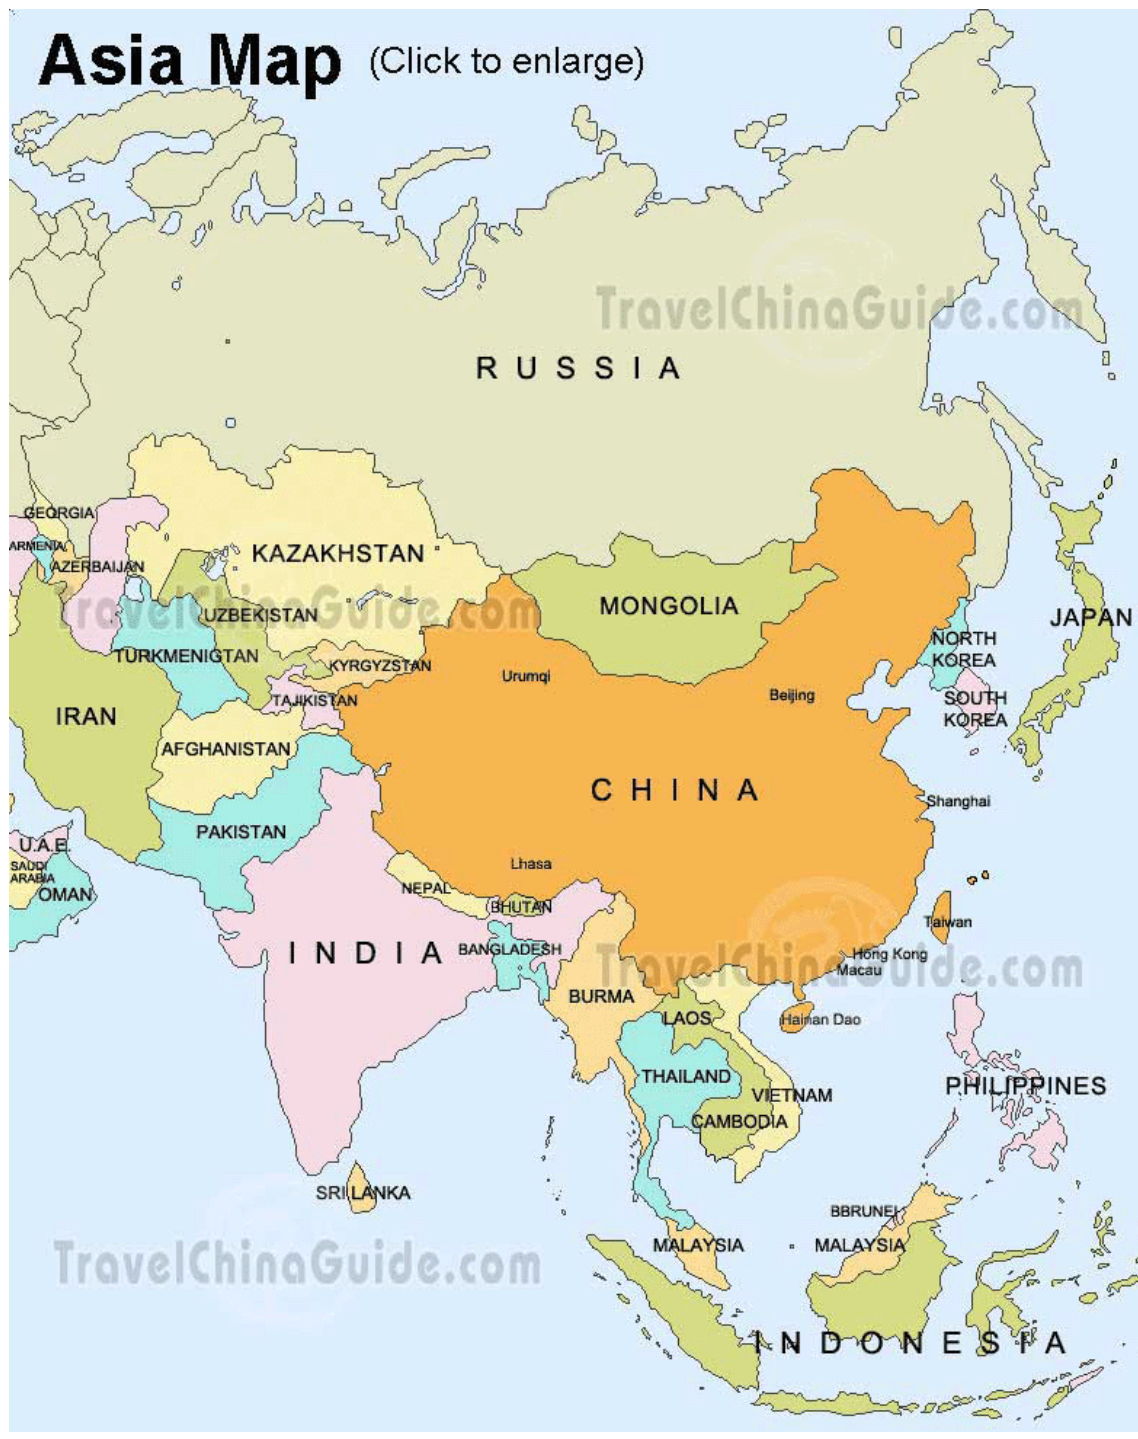 Asia Map (Click to enlarge)
TravelChinaGuide.com
RUSSIA
GEORGIA
ARMENIA
AZERBAIJAN
KAZAKHSTAN
MONGOLIA
TravelChinaGuide.com
UZBEKISTAN
JAPAN
TURKMENIGTAN
KYRGYZSTAN
NORTH
KOREA
Urumqi
Beijing
TAJIKISTAN
SOUTH
KOREA
IRAN
AFGHANISTAN
CHINA
Shanghai
PAKISTAN
U.A.E.
SAUDI
ARABIA
OMAN
Lhasa
NEPAL
BHUTAN
Taiwan
INDIA
BANGLADESH
Hong Kong
Macau
TravelChinaGuide.com
BURMA
LAOS
Hainan Dao
THAILAND
VIETNAM
PHILIPPINES
CAMBODIA
SRI LANKA
BBRUNEI
MALAYSIA
MALAYSIA
TravelChinaGuide.com
INDONESIA